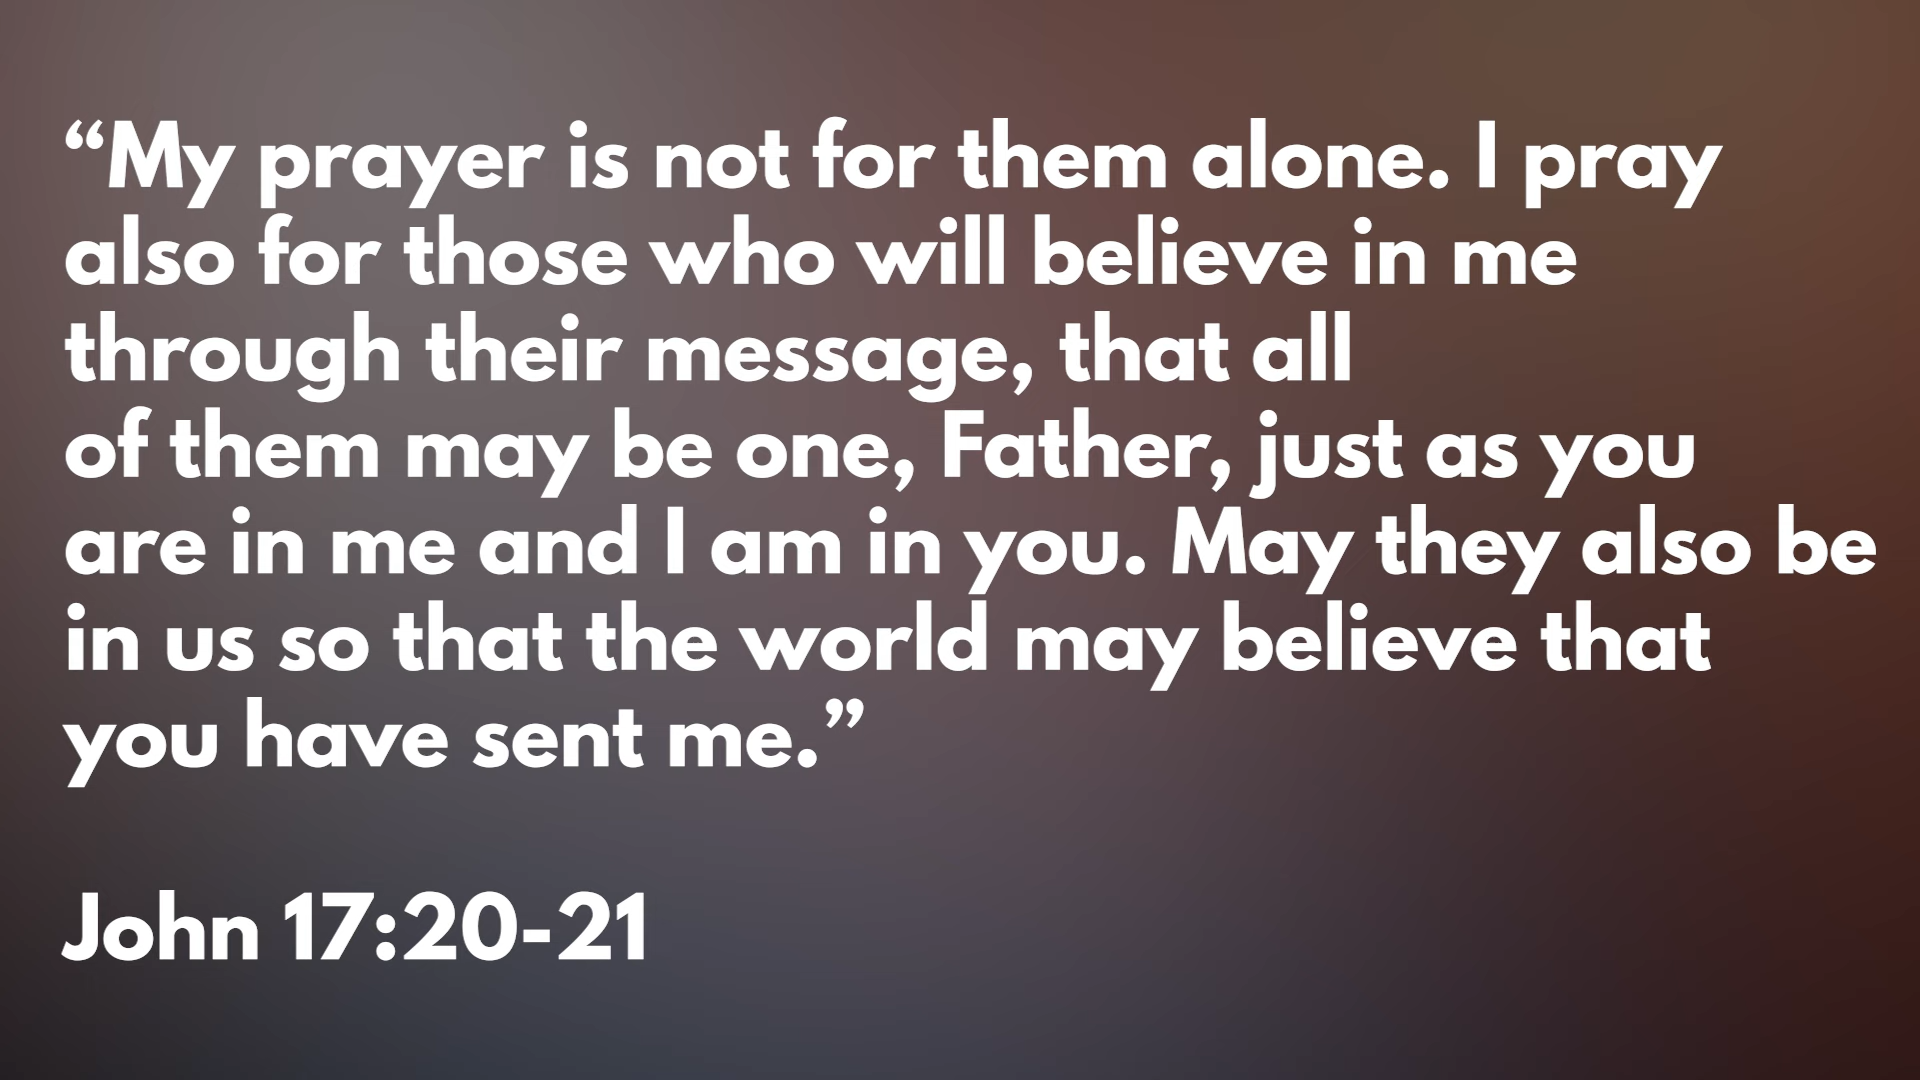 “My prayer is not for them alone. I pray
also for those who will believe in me
through their message, that all
of them may be one, Father, just as you
are in me and I am in you. May they also be
in us so that the world may believe that
you have sent me.”
John 17:20-21